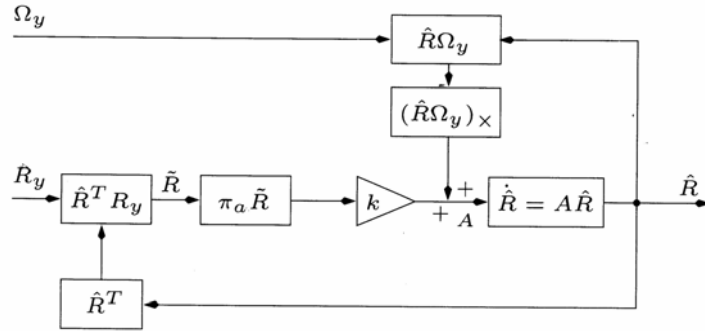 Ω_y
R̂Ω_y
(R̂Ω_y)_×
R_y
R̂^T R_y
R̃
π_a R̃
k
+
+
A
R̂̇ = AR̂
R̂
R̂^T